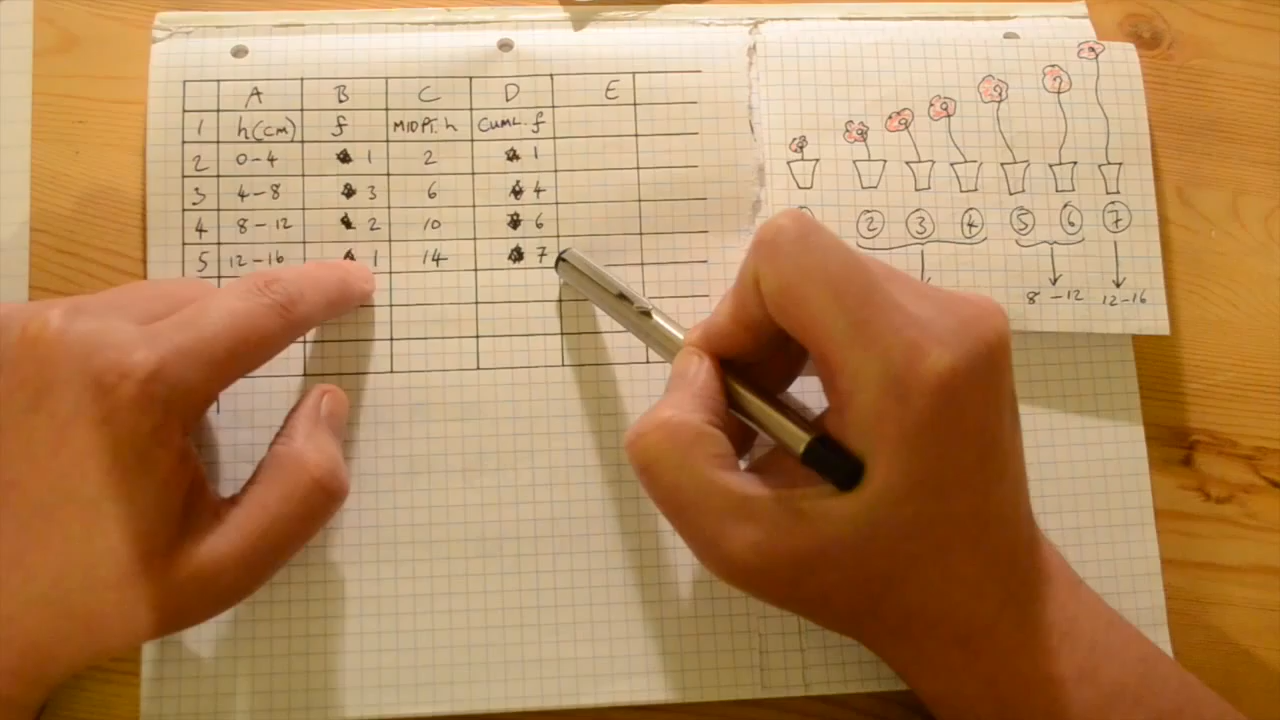 A B C D E
1 h(cm) f MIDPT. h CUML. f
2 0-4 1 2 1
3 4-8 3 6 4
4 8-12 2 10 6
5 12-16 1 14 7
2 3 4 5 6 7
8-12 12-16